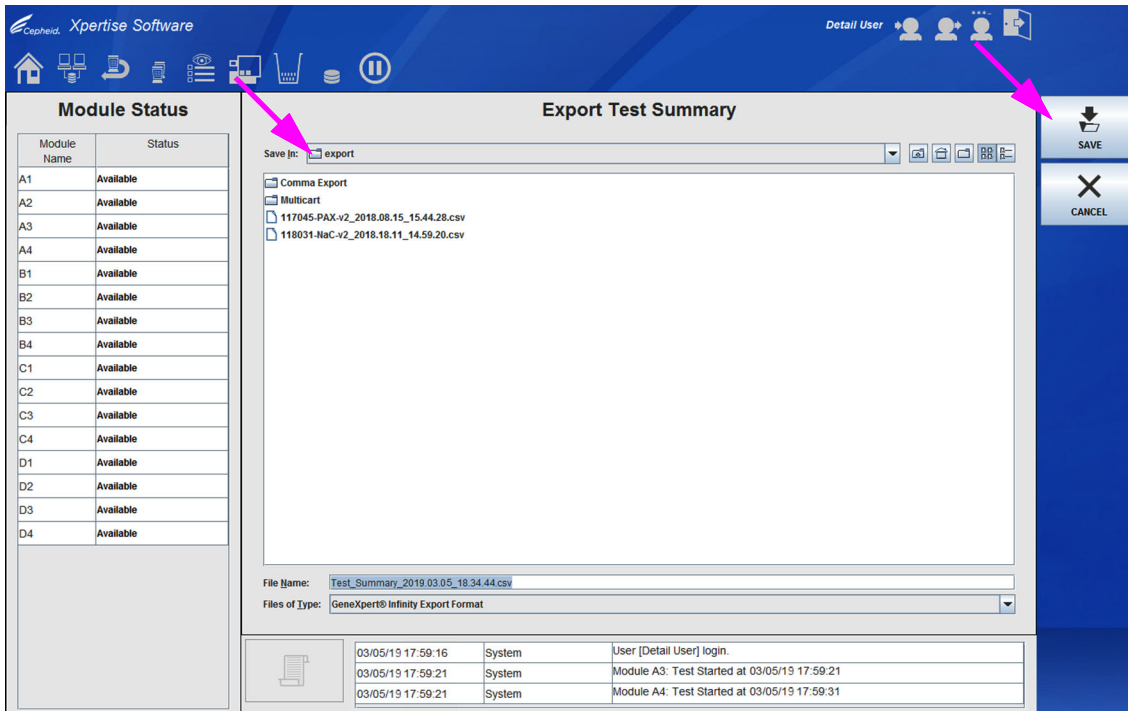 Cepheid. Xpertise Software
Detail User
Module Status
Module Name Status
A1 Available
A2 Available
A3 Available
A4 Available
B1 Available
B2 Available
B3 Available
B4 Available
C1 Available
C2 Available
C3 Available
C4 Available
D1 Available
D2 Available
D3 Available
D4 Available
Export Test Summary
Save In: export
Comma Export
Multicart
117045-PAX-v2_2018.08.15_15.44.28.csv
118031-NaC-v2_2018.18.11_14.59.20.csv
File Name: Test_Summary_2019.03.05_18.34.44.csv
Files of Type: GeneXpert® Infinity Export Format
03/05/19 17:59:16 System User [Detail User] login.
03/05/19 17:59:21 System Module A3: Test Started at 03/05/19 17:59:21
03/05/19 17:59:21 System Module A4: Test Started at 03/05/19 17:59:31
SAVE
CANCEL